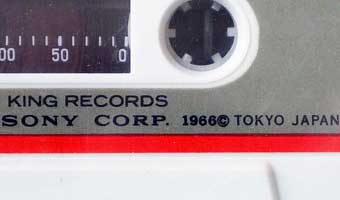 00 50 0
KING RECORDS
SONY CORP. 1966© TOKYO JAPAN